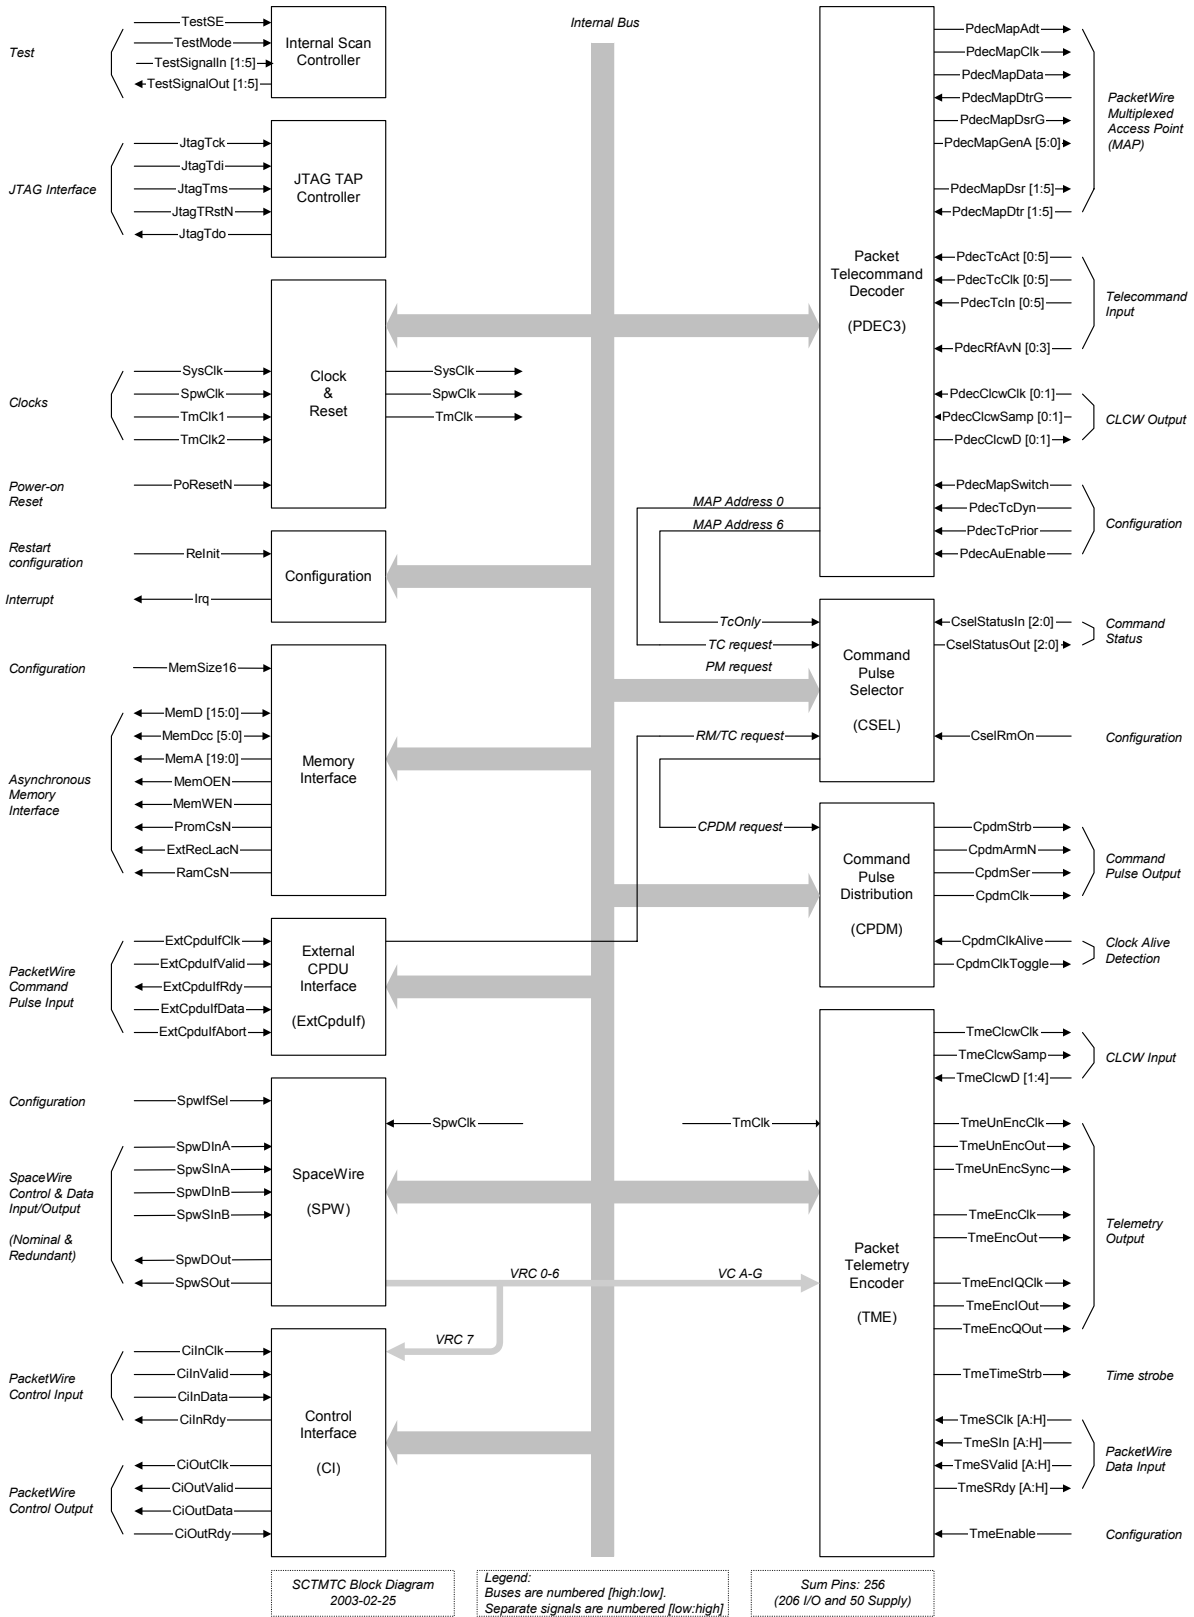 Internal Bus
Test
TestSE
TestMode
TestSignalIn [1:5]
TestSignalOut [1:5]
Internal Scan
Controller
JTAG Interface
JtagTck
JtagTdi
JtagTms
JtagTRstN
JtagTdo
JTAG TAP
Controller
Clocks
SysClk
SpwClk
TmClk1
TmClk2
Power-on
Reset
PoResetN
Clock
&
Reset
SysClk
SpwClk
TmClk
Restart
configuration
ReInit
Interrupt
Irq
Configuration
Configuration
MemSize16
Asynchronous
Memory
Interface
MemD [15:0]
MemDcc [5:0]
MemA [19:0]
MemOEN
MemWEN
PromCsN
ExtRecLacN
RamCsN
Memory
Interface
PacketWire
Command
Pulse Input
ExtCpduIfClk
ExtCpduIfValid
ExtCpduIfRdy
ExtCpduIfData
ExtCpduIfAbort
External
CPDU
Interface
(ExtCpduIf)
Configuration
SpwIfSel
SpaceWire
Control & Data
Input/Output
(Nominal &
Redundant)
SpwDInA
SpwSInA
SpwDInB
SpwSInB
SpwDOut
SpwSOut
SpaceWire
(SPW)
SpwClk
VRC 0-6
VC A-G
VRC 7
PacketWire
Control Input
CiInClk
CiInValid
CiInData
CiInRdy
PacketWire
Control Output
CiOutClk
CiOutValid
CiOutData
CiOutRdy
Control
Interface
(CI)
Packet
Telecommand
Decoder
(PDEC3)
PdecMapAdt
PdecMapClk
PdecMapData
PdecMapDtrG
PdecMapDsrG
PdecMapGenA [5:0]
PdecMapDsr [1:5]
PdecMapDtr [1:5]
PacketWire
Multiplexed
Access Point
(MAP)
PdecTcAct [0:5]
PdecTcClk [0:5]
PdecTcIn [0:5]
PdecRfAvN [0:3]
Telecommand
Input
PdecClcwClk [0:1]
PdecClcwSamp [0:1]
PdecClcwD [0:1]
CLCW Output
PdecMapSwitch
PdecTcDyn
PdecTcPrior
PdecAuEnable
Configuration
MAP Address 0
MAP Address 6
TcOnly
TC request
PM request
RM/TC request
CPDM request
Command
Pulse
Selector
(CSEL)
CselStatusIn [2:0]
CselStatusOut [2:0]
Command
Status
CselRmOn
Configuration
Command
Pulse
Distribution
(CPDM)
CpdmStrb
CpdmArmN
CpdmSer
CpdmClk
Command
Pulse Output
CpdmClkAlive
CpdmClkToggle
Clock Alive
Detection
TmClk
Packet
Telemetry
Encoder
(TME)
TmeClcwClk
TmeClcwSamp
TmeClcwD [1:4]
CLCW Input
TmeUnEncClk
TmeUnEncOut
TmeUnEncSync
TmeEncClk
TmeEncOut
TmeEncIQClk
TmeEncIOut
TmeEncQOut
Telemetry
Output
TmeTimeStrb
Time strobe
TmeSClk [A:H]
TmeSIn [A:H]
TmeSValid [A:H]
TmeSRdy [A:H]
PacketWire
Data Input
TmeEnable
Configuration
SCTMTC Block Diagram
2003-02-25
Legend:
Buses are numbered [high:low].
Separate signals are numbered [low:high]
Sum Pins: 256
(206 I/O and 50 Supply)